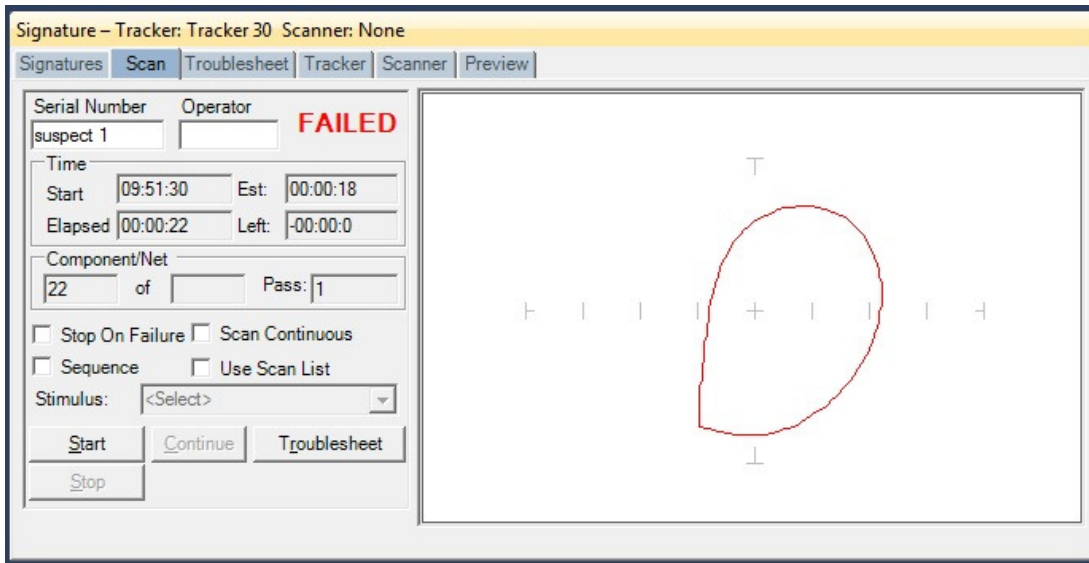 Signature – Tracker: Tracker 30 Scanner: None
Signatures Scan Troublesheet Tracker Scanner Preview
Serial Number Operator FAILED
suspect 1
Time
Start 09:51:30 Est: 00:00:18
Elapsed 00:00:22 Left: -00:00:0
Component/Net
22 of Pass: 1
Stop On Failure Scan Continuous
Sequence Use Scan List
Stimulus: <Select>
Start Continue Troublesheet
Stop